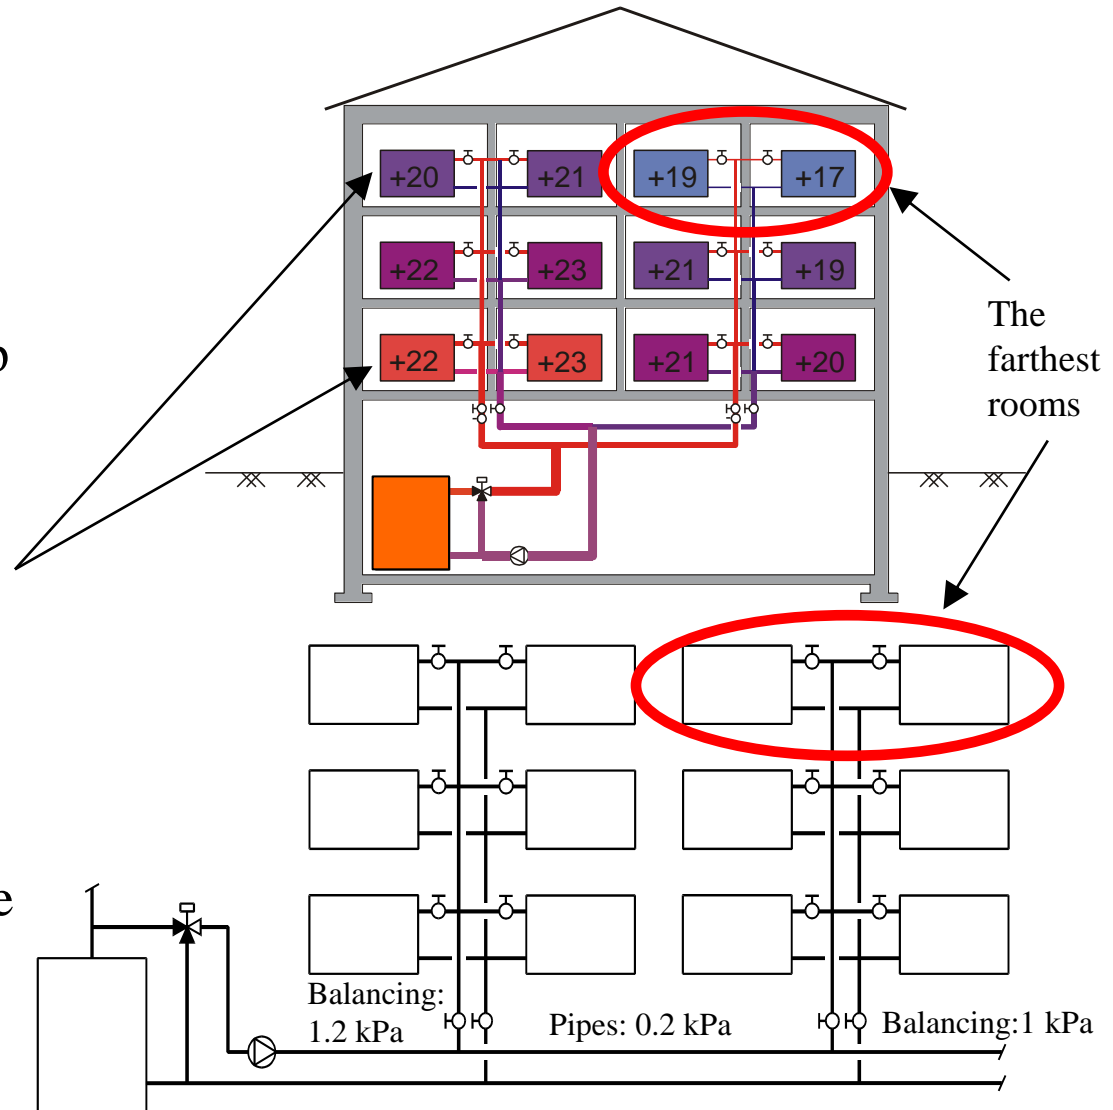 +20 +21 +19 +17
+22 +23 +21 +19
+22 +23 +21 +20
The
farthest
rooms
Balancing:
1.2 kPa
Pipes: 0.2 kPa
Balancing:1 kPa